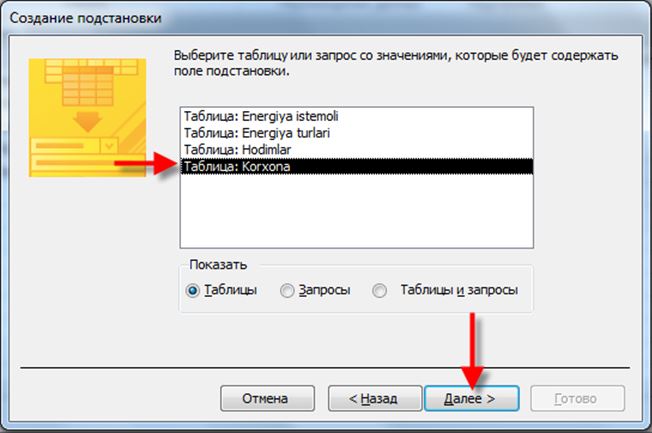 Создание подстановки
Выберите таблицу или запрос со значениями, которые будет содержать
поле подстановки.
Таблица: Energiya istemoli
Таблица: Energiya turlari
Таблица: Hodimlar
Таблица: Korxona
Показать
Таблицы Запросы Таблицы и запросы
Отмена < Назад Далее > Готово